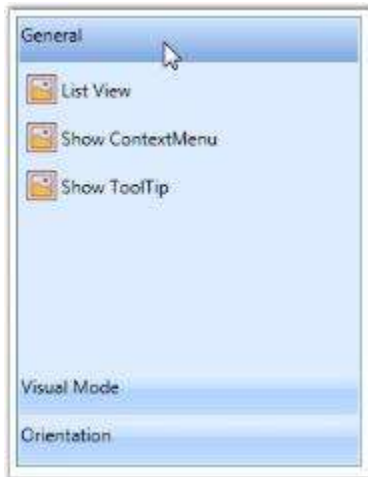 General
List View
Show ContextMenu
Show ToolTip
Visual Mode
Orientation